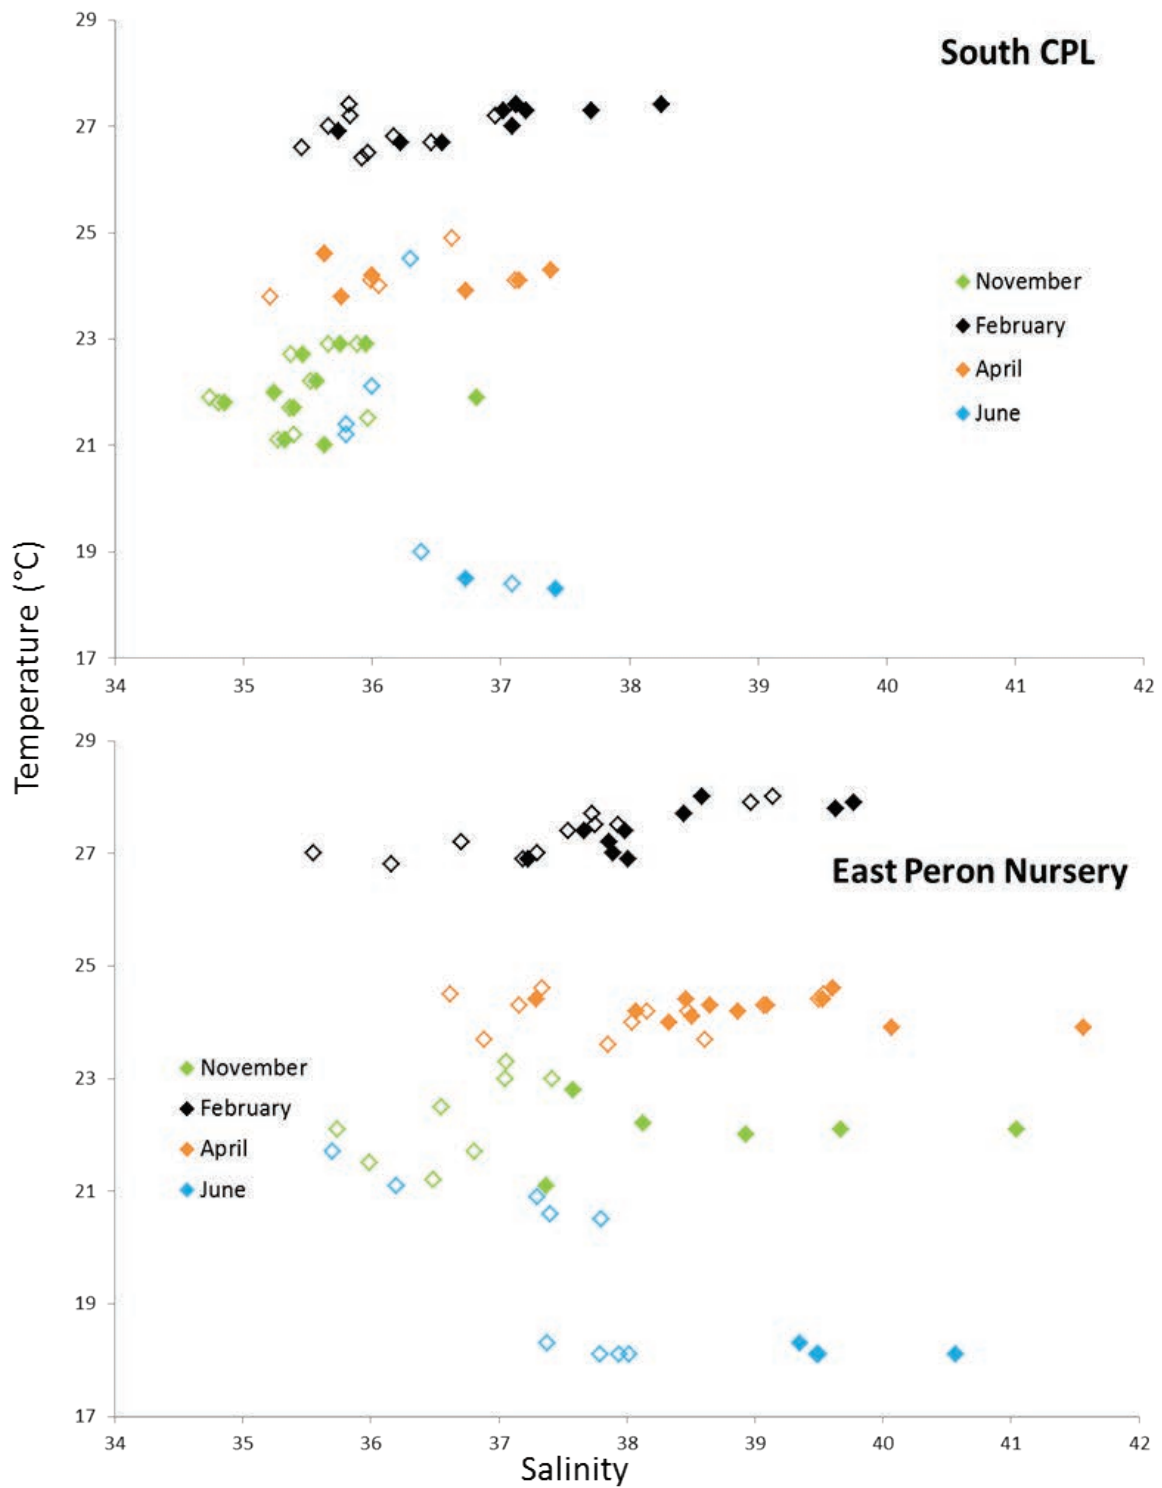 29
South CPL
27
25
23
21
19
17
November
February
April
June
34 35 36 37 38 39 40 41 42
Temperature (°C)
29
27
East Peron Nursery
25
23
21
19
17
November
February
April
June
34 35 36 37 38 39 40 41 42
Salinity